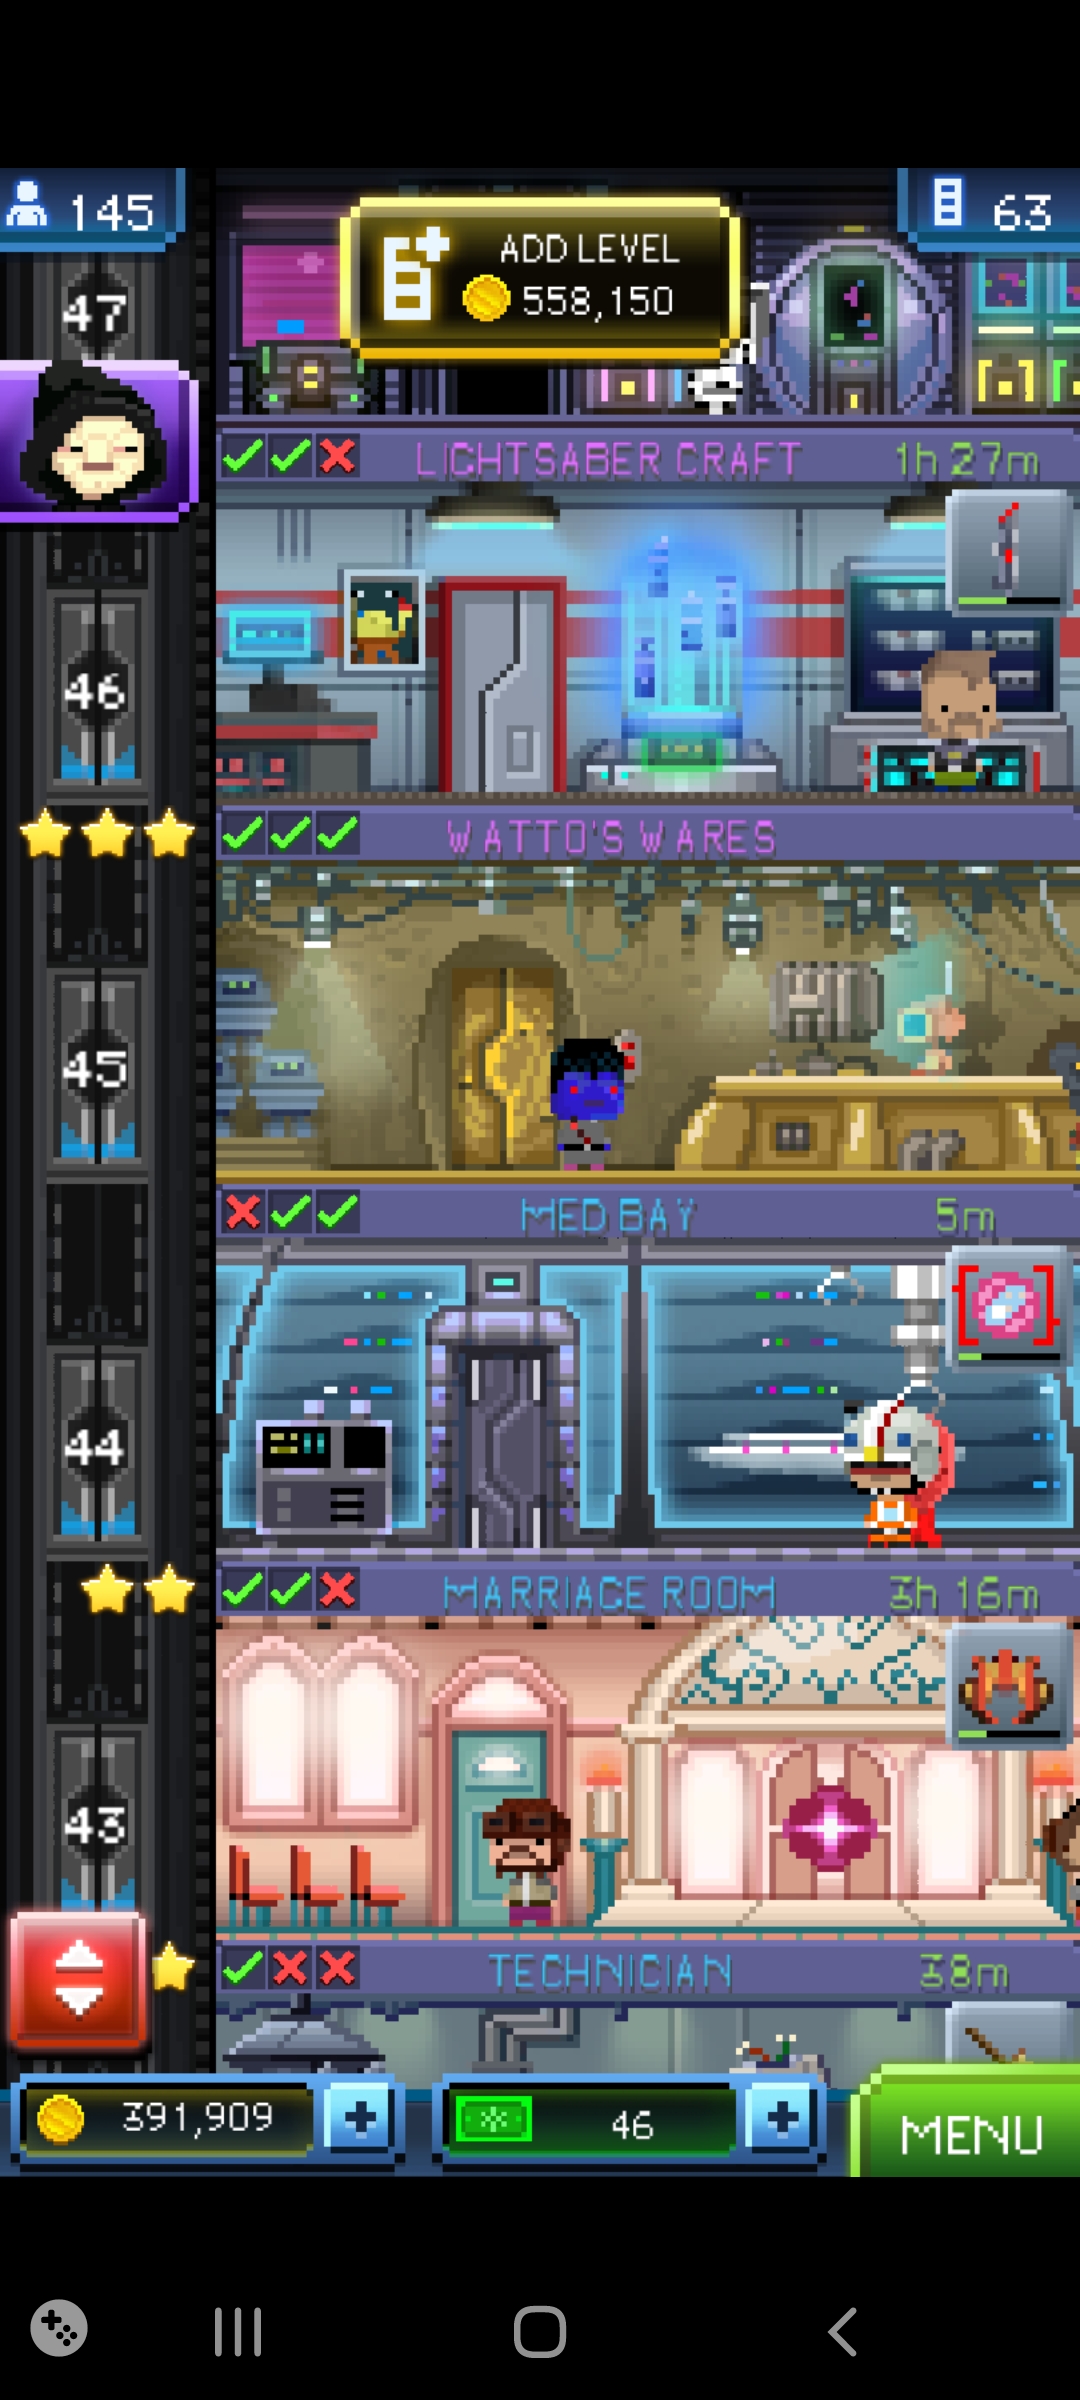 145
ADD LEVEL
558,150
63
47
LIGHTSABER CRAFT 1h 27m
46
WATTO'S WARES
45
MED BAY 5m
44
MARRIAGE ROOM 3h 16m
43
TECHNICIAN 38m
391,909
46
MENU